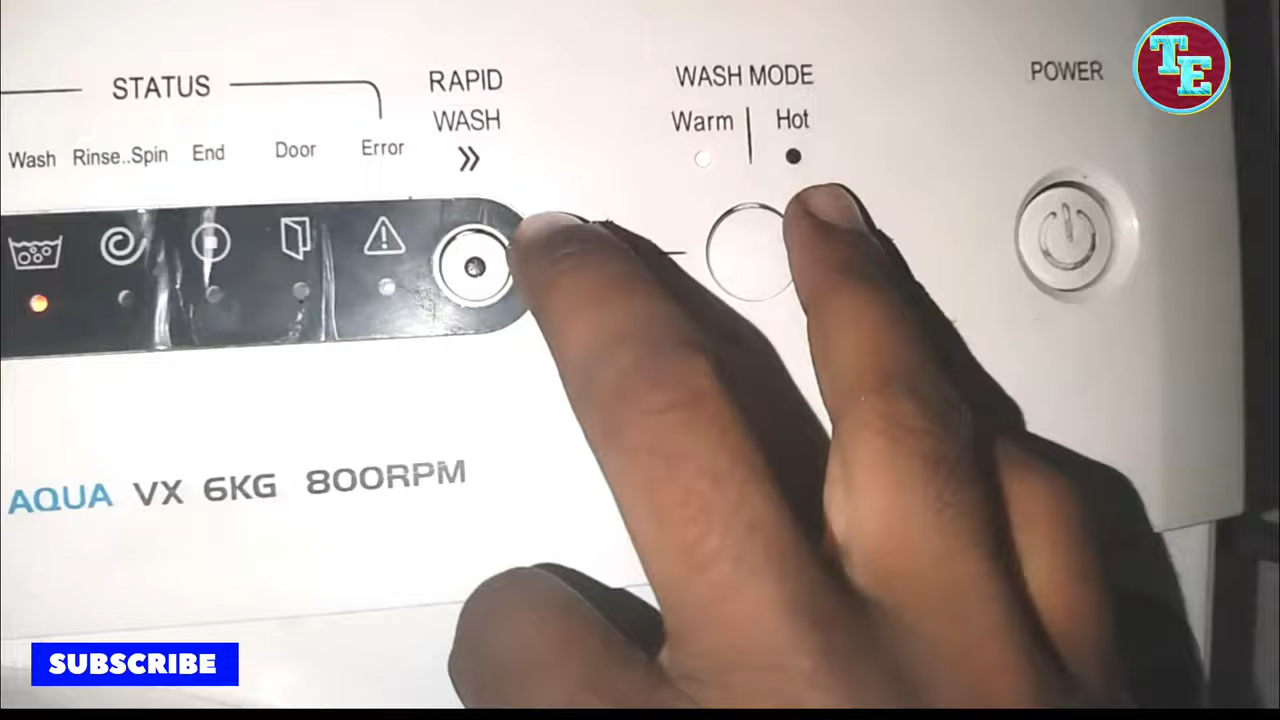 STATUS
Wash Rinse..Spin End Door Error
RAPID
WASH
WASH MODE
Warm | Hot
POWER
TE
AQUA VX 6KG 800RPM
SUBSCRIBE